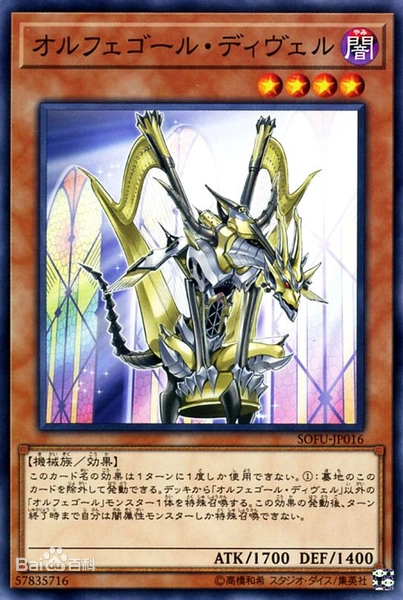 オルフェゴール・ディヴェル
闇
SOFU-JP016
【機械族／効果】
このカード名の効果は１ターンに１度しか使用できない。①：墓地のこ
のカードを除外して発動できる。デッキから「オルフェゴール・ディヴェル」以外の
「オルフェゴール」モンスター１体を特殊召喚する。この効果の発動後、ターン
終了時まで自分は闇属性モンスターしか特殊召喚できない。
ATK/1700 DEF/1400
57835716
©高橋和希 スタジオ・ダイス/集英社
Bai百科